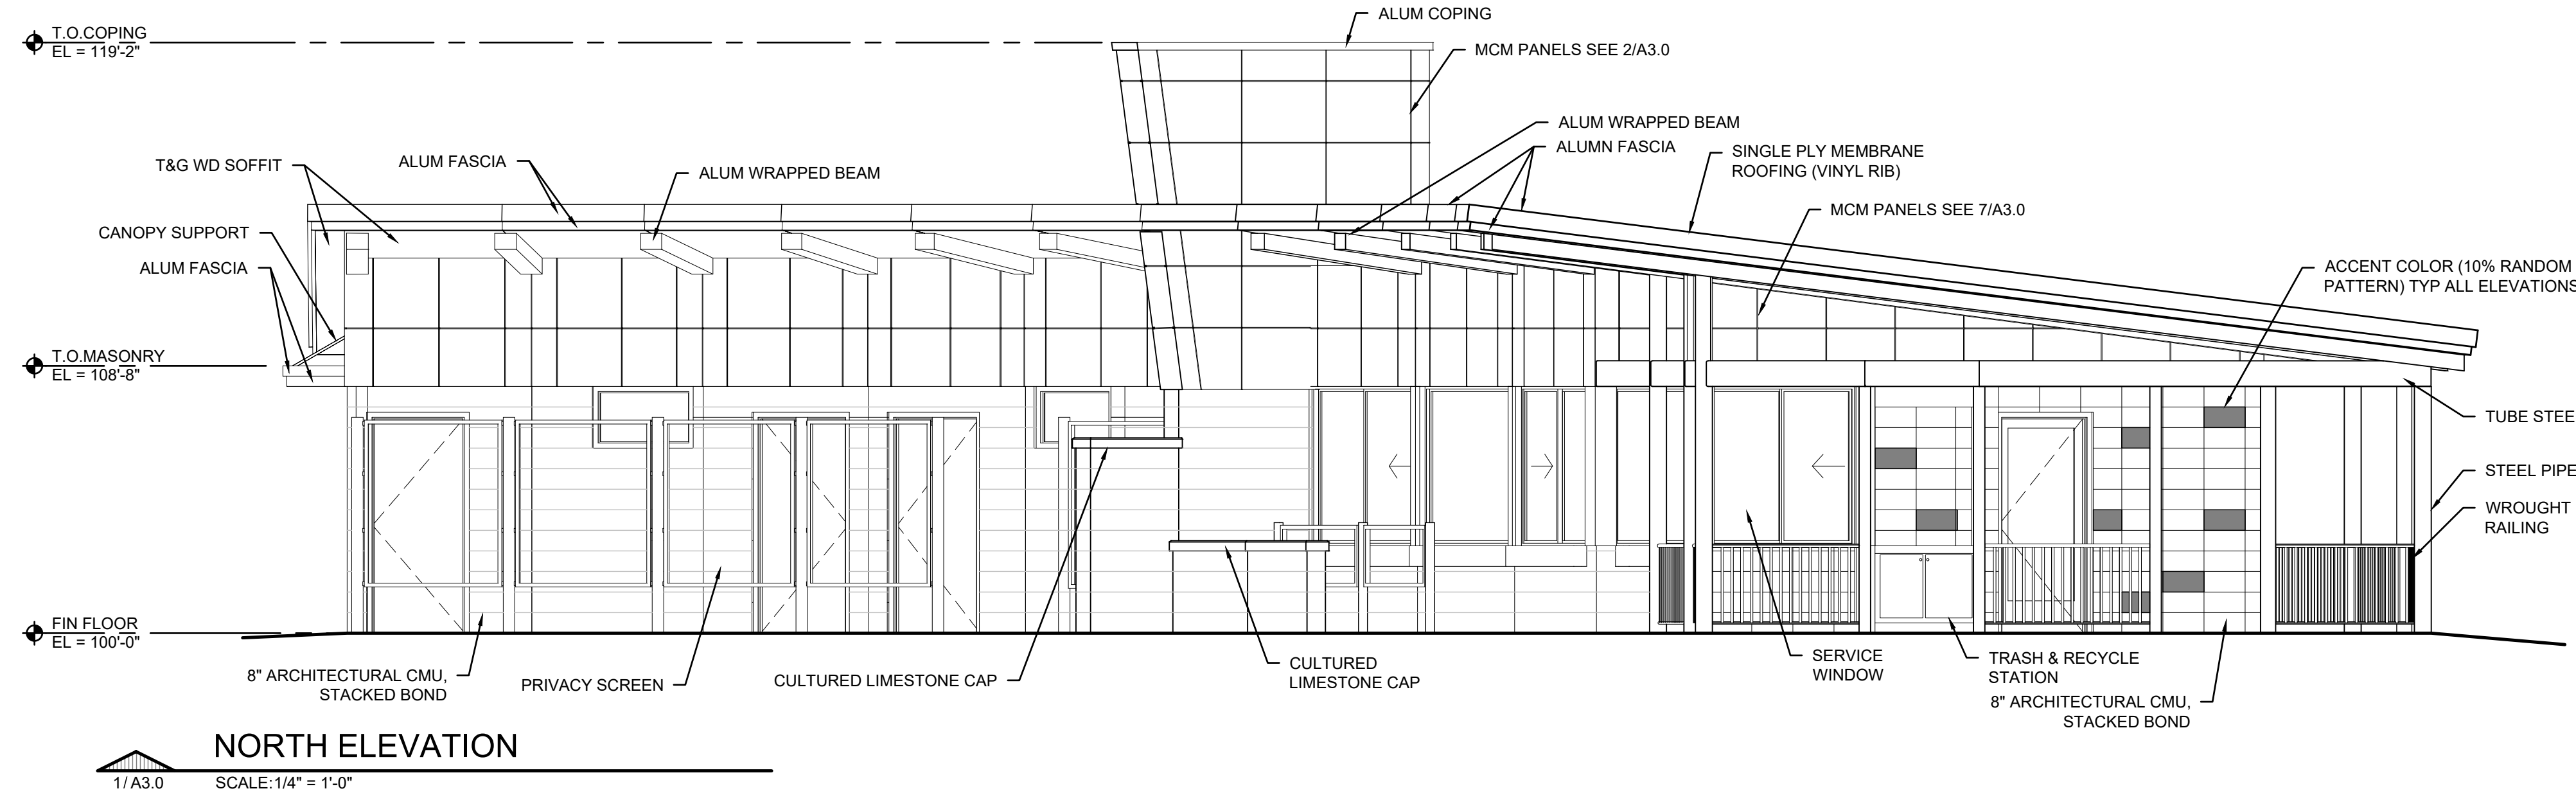 ALUM COPING
T.O.COPING
EL = 119'-2"
MCM PANELS SEE 2/A3.0
ALUM WRAPPED BEAM
ALUMN FASCIA
SINGLE PLY MEMBRANE
ROOFING (VINYL RIB)
T&G WD SOFFIT
ALUM FASCIA
ALUM WRAPPED BEAM
MCM PANELS SEE 7/A3.0
CANOPY SUPPORT
ALUM FASCIA
ACCENT COLOR (10% RANDOM
PATTERN) TYP ALL ELEVATIONS
T.O.MASONRY
EL = 108'-8"
TUBE STEE
STEEL PIPE
WROUGHT
RAILING
FIN FLOOR
EL = 100'-0"
8" ARCHITECTURAL CMU,
STACKED BOND
PRIVACY SCREEN
CULTURED LIMESTONE CAP
CULTURED
LIMESTONE CAP
SERVICE
WINDOW
TRASH & RECYCLE
STATION
8" ARCHITECTURAL CMU,
STACKED BOND
NORTH ELEVATION
1/A3.0
SCALE:1/4" = 1'-0"